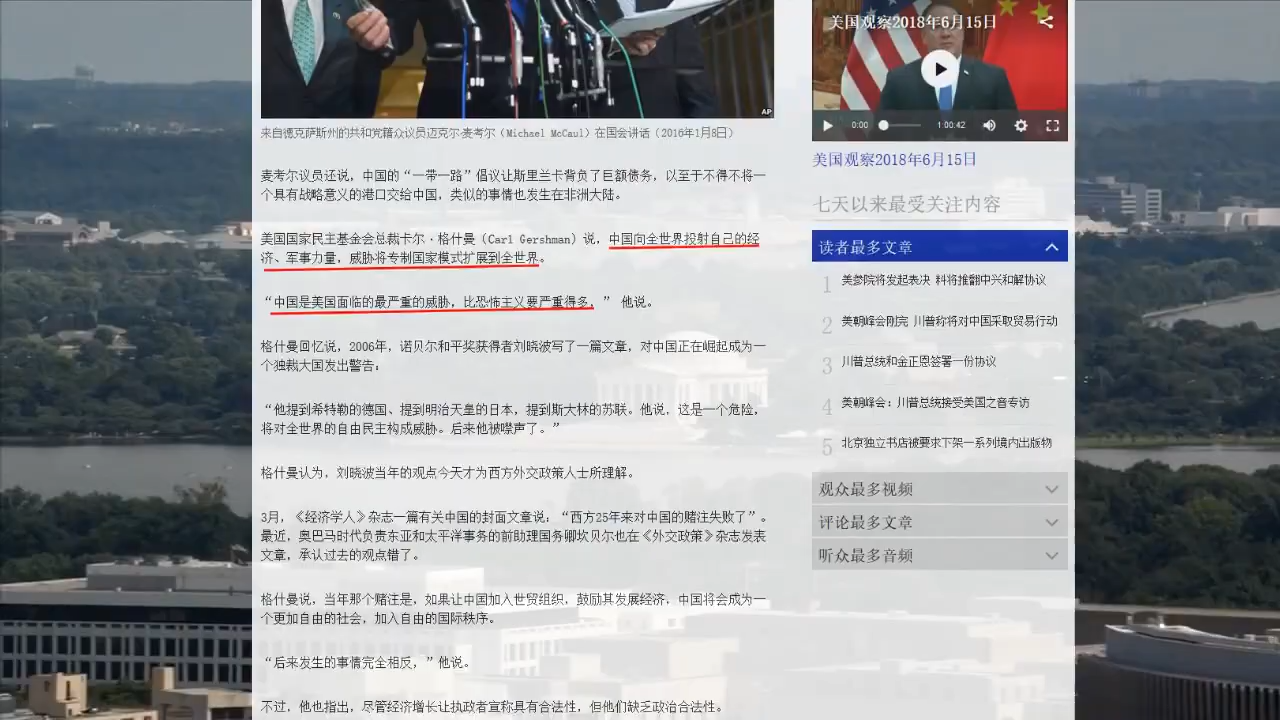 AP
来自德克萨斯州的共和党籍众议员迈克尔·麦考尔（Michael McCaul）在国会讲话（2016年1月8日）
麦考尔议员还说，中国的“一带一路”倡议让斯里兰卡背负了巨额债务，以至于不得不将一
个具有战略意义的港口交给中国，类似的事情也发生在非洲大陆。
美国国家民主基金会总裁卡尔·格什曼（Carl Gershman）说，中国向全世界投射自己的经
济、军事力量，威胁将专制国家模式扩展到全世界。
“中国是美国面临的最严重的威胁，比恐怖主义要严重得多，” 他说。
格什曼回忆说，2006年，诺贝尔和平奖获得者刘晓波写了一篇文章，对中国正在崛起成为一
个独裁大国发出警告：
“他提到希特勒的德国、提到明治天皇的日本，提到斯大林的苏联。他说，这是一个危险，
将对全世界的自由民主构成威胁。后来他被噤声了。”
格什曼认为，刘晓波当年的观点今天才为西方外交政策人士所理解。
3月，《经济学人》杂志一篇有关中国的封面文章说：“西方25年来对中国的赌注失败了”。
最近，奥巴马时代负责东亚和太平洋事务的前助理国务卿坎贝尔也在《外交政策》杂志发表
文章，承认过去的观点错了。
格什曼说，当年那个赌注是，如果让中国加入世贸组织，鼓励其发展经济，中国将会成为一
个更加自由的社会，加入自由的国际秩序。
“后来发生的事情完全相反，”他说。
不过，他也指出，尽管经济增长让执政者宣称具有合法性，但他们缺乏政治合法性。
美国观察2018年6月15日
0:00
1:00:42
美国观察2018年6月15日
七天以来最受关注内容
读者最多文章
1 美参院将发起表决 料将推翻中兴和解协议
2 美朝峰会刚完 川普称将对中国采取贸易行动
3 川普总统和金正恩签署一份协议
4 美朝峰会：川普总统接受美国之音专访
5 北京独立书店被要求下架一系列境内出版物
观众最多视频
评论最多文章
听众最多音频